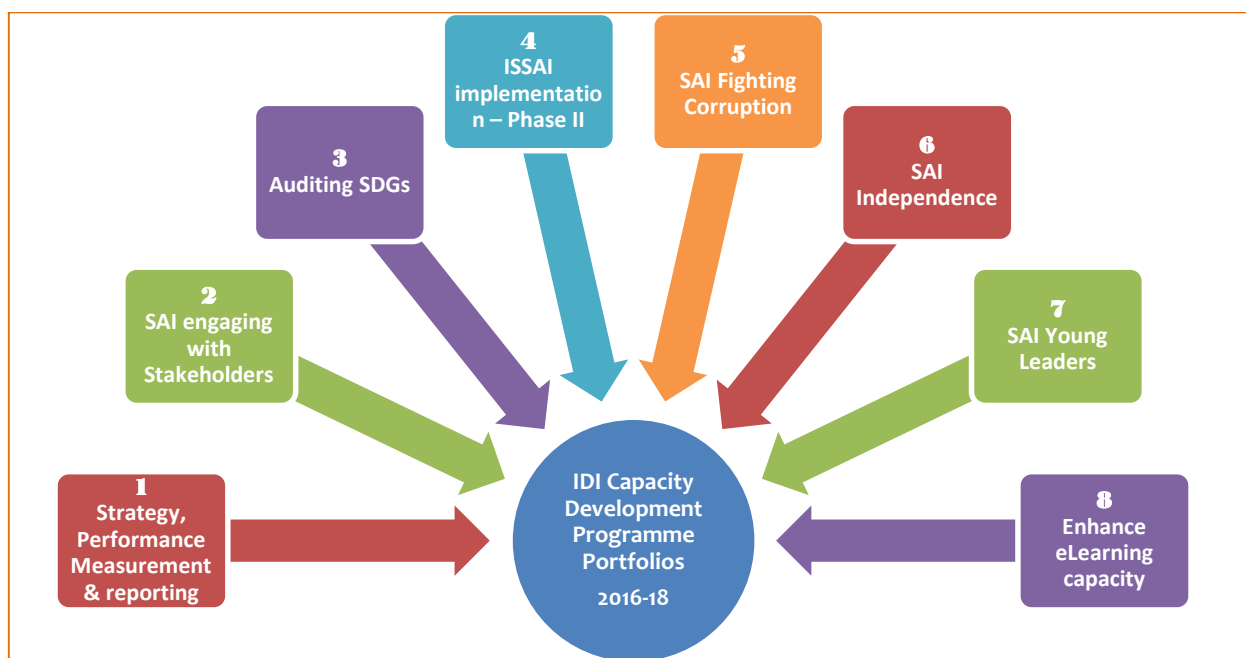 1
Strategy,
Performance
Measurement
& reporting
2
SAI engaging
with
Stakeholders
3
Auditing SDGs
4
ISSAI
implementatio
n – Phase II
5
SAI Fighting
Corruption
6
SAI
Independence
7
SAI Young
Leaders
8
Enhance
eLearning
capacity
IDI Capacity
Development
Programme
Portfolios
2016-18